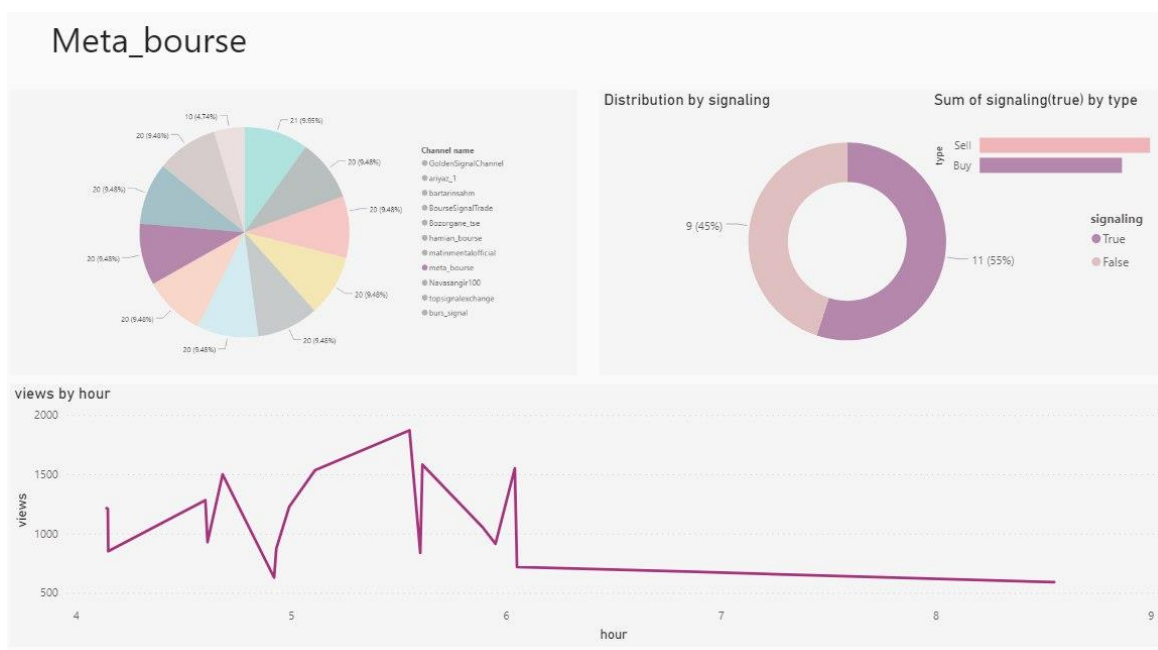 Meta_bourse
10 (4.74%)
21 (9.95%)
20 (9.48%)
20 (9.48%)
20 (9.48%)
20 (9.48%)
20 (9.48%)
20 (9.48%)
20 (9.48%)
20 (9.48%)
20 (9.48%)
20 (9.48%)
Channel name
GoldenSignalChannel
ariyaz_1
bartarinsahm
BourseSignalTrade
Bozorgane_tse
hamian_bourse
matinmentalofficial
meta_bourse
Navasangir100
topsignalexchange
burs_signal
Distribution by signaling
9 (45%)
11 (55%)
Sum of signaling(true) by type
type
Sell
Buy
signaling
True
False
views by hour
views
2000
1500
1000
500
4 5 6 7 8 9
hour